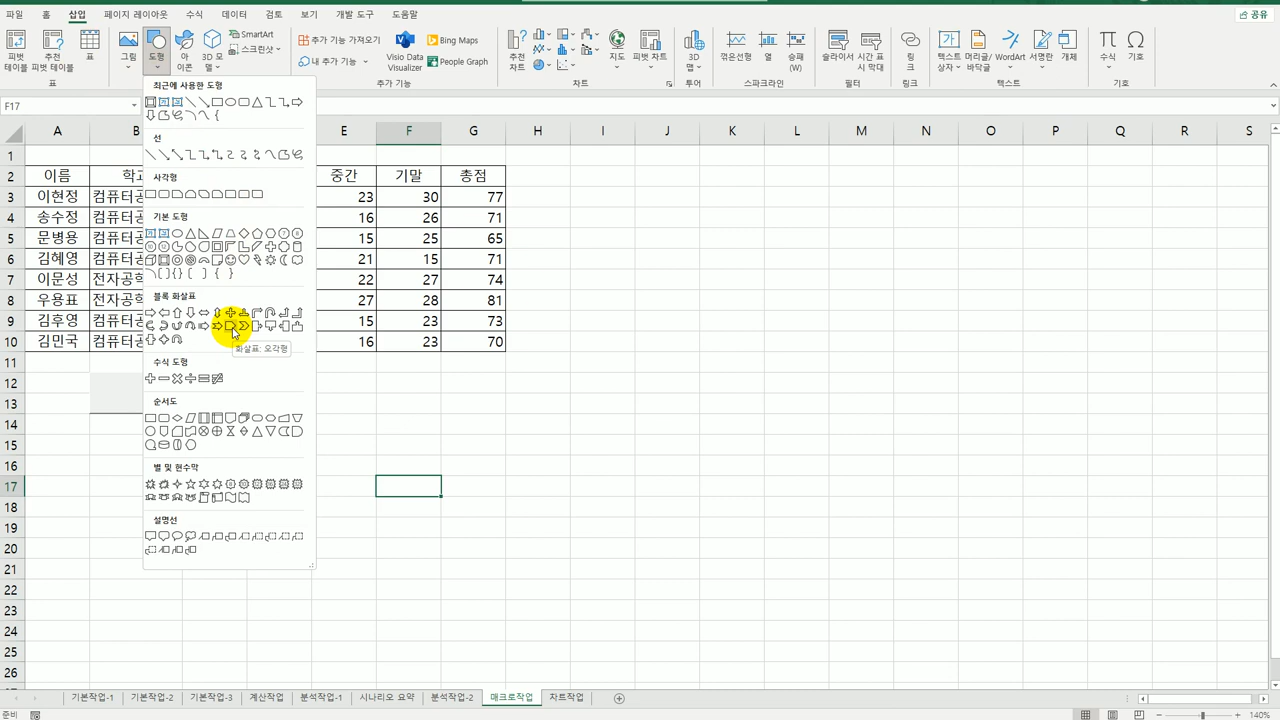 파일 홈 삽입 페이지 레이아웃 수식 데이터 검토 보기 개발 도구 도움말 공유
피벗 테이블 추천 피벗 테이블 표 그림 도형 아이콘 3D 모델 SmartArt 스크린샷
추가 기능 가져오기 내 추가 기능 Visio Data Visualizer Bing Maps People Graph
추천 차트 지도 피벗 차트 3D 맵 꺾은선형 열 승패 (W) 슬라이서 시간 표시 막대
링크 텍스트 상자 머리글/바닥글 WordArt 서명란 개체 수식 기호
표 추가 기능 차트 투어 스파크라인 필터 링크 텍스트 기호
F17
최근에 사용한 도형
선
사각형
기본 도형
블록 화살표
화살표: 오각형
수식 도형
순서도
별 및 현수막
설명선
A B E F G H I J K L M N O P Q R S
1
2 이름 중간 기말 총점
3 이현정 컴퓨터공 23 30 77
4 송수정 컴퓨터공 16 26 71
5 문병용 컴퓨터공 15 25 65
6 김혜영 컴퓨터공 21 15 71
7 이문성 전자공학 22 27 74
8 우용표 전자공학 27 28 81
9 김후영 컴퓨터공 15 23 73
10 김민국 컴퓨터공 16 23 70
11
12
13
14
15
16
17
18
19
20
21
22
23
24
25
26
기본작업-1 기본작업-2 기본작업-3 계산작업 분석작업-1 시나리오 요약 분석작업-2 매크로작업 차트작업
준비 140%